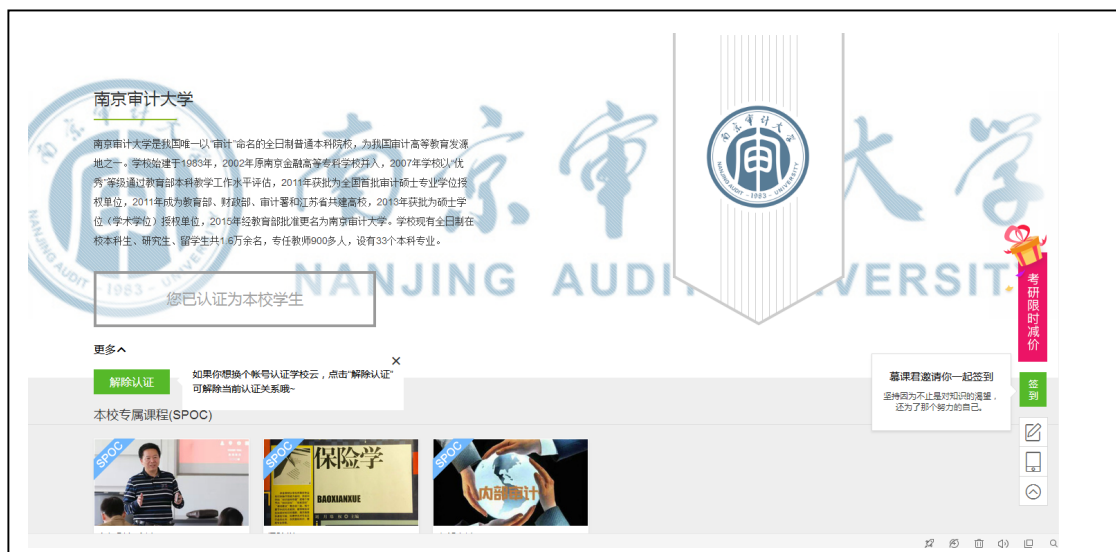 南京审计大学
南京审计大学是我国唯一以"审计"命名的全日制普通本科院校，为我国审计高等教育发源
地之一。学校始建于1983年，2002年原南京金融高等专科学校并入，2007年学校以"优
秀"等级通过教育部本科教学工作水平评估，2011年获批为全国首批审计硕士专业学位授
权单位，2011年成为教育部、财政部、审计署和江苏省共建高校，2013年获批为硕士学
位（学术学位）授权单位，2015年经教育部批准更名为南京审计大学。学校现有全日制在
校本科生、研究生、留学生共1.6万余名，专任教师900多人，设有33个本科专业。
南京审 大学
NANJING AUDI VERSIT
南京审计大学
NANJING AUDIT UNIVERSITY
1983
您已认证为本校学生
更多
解除认证
如果你想换个帐号认证学校云，点击"解除认证"
可解除当前认证关系哦~
考研限时减价
慕课君邀请你一起签到
坚持因为不止是对知识的渴望，
还为了那个努力的自己。
签到
本校专属课程(SPOC)
SPOC
SPOC
保险学
BAOXIANXUE
SPOC
内部审计